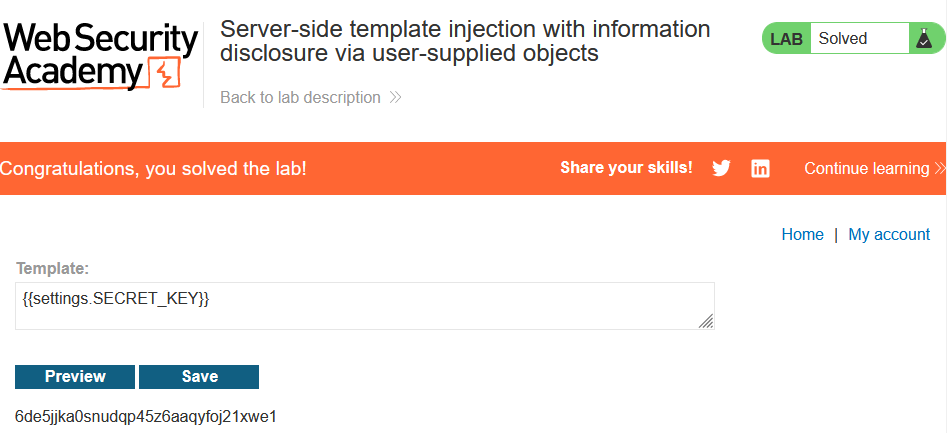 Web Security
Academy
Server-side template injection with information
disclosure via user-supplied objects
Back to lab description
LAB Solved
Congratulations, you solved the lab!
Share your skills!
Continue learning
Home | My account
Template:
{{settings.SECRET_KEY}}
Preview
Save
6de5jjka0snudqp45z6aaqyfoj21xwe1